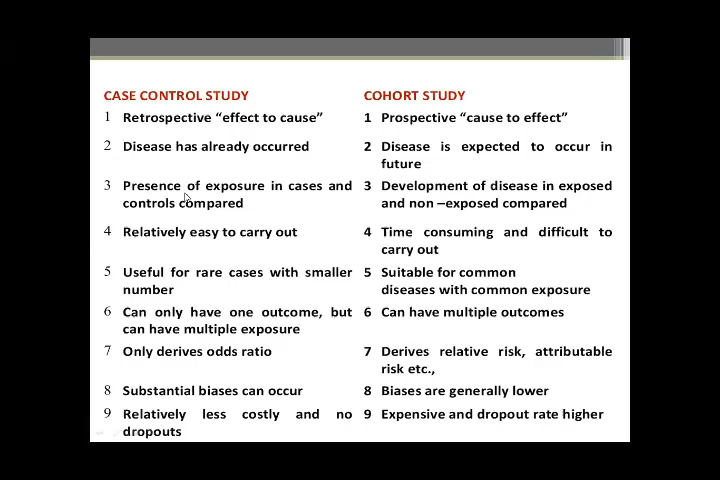 CASE CONTROL STUDY
1 Retrospective “effect to cause”
2 Disease has already occurred
3 Presence of exposure in cases and
controls compared
4 Relatively easy to carry out
5 Useful for rare cases with smaller
number
6 Can only have one outcome, but
can have multiple exposure
7 Only derives odds ratio
8 Substantial biases can occur
9 Relatively less costly and no
dropouts
COHORT STUDY
1 Prospective “cause to effect”
2 Disease is expected to occur in
future
3 Development of disease in exposed
and non –exposed compared
4 Time consuming and difficult to
carry out
5 Suitable for common
diseases with common exposure
6 Can have multiple outcomes
7 Derives relative risk, attributable
risk etc.,
8 Biases are generally lower
9 Expensive and dropout rate higher